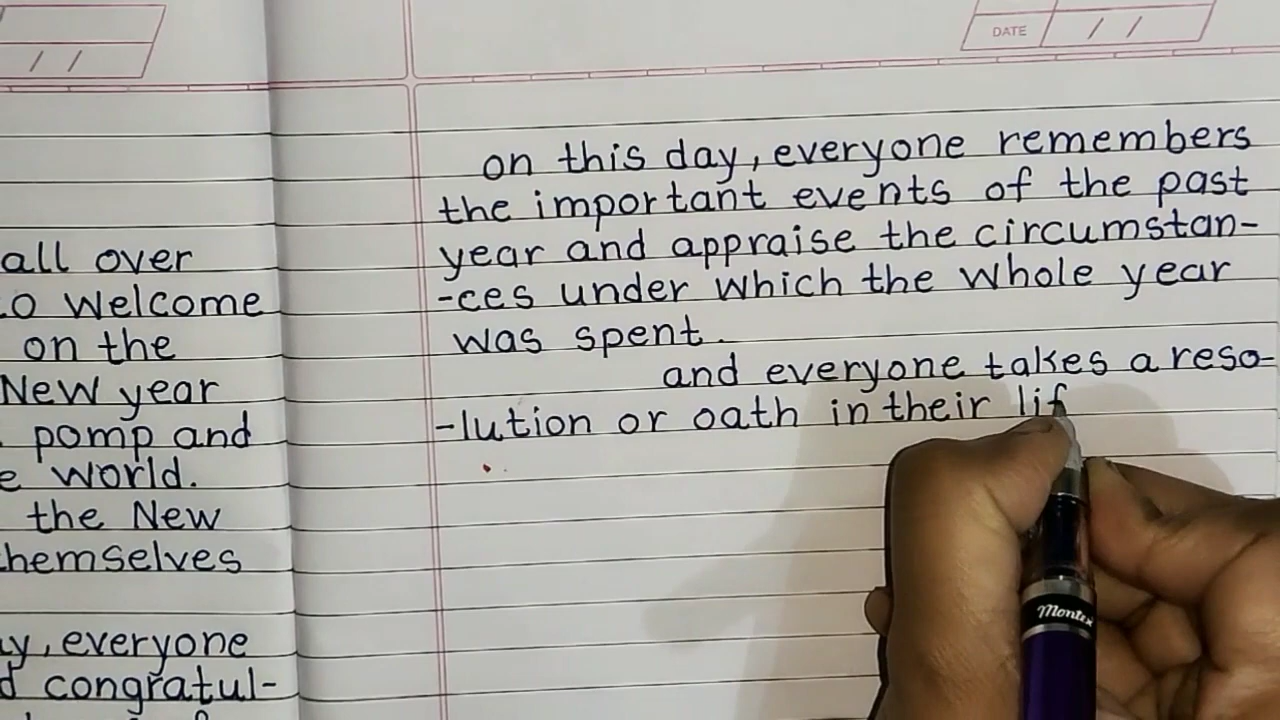 DATE
all over
to Welcome
on the
New year
pomp and
world.
the New
themselves
everyone
congratul-
on this day, everyone remembers
the important events of the past
year and appraise the circumstan-
-ces under which the whole year
was spent.
and everyone takes a reso-
-lution or oath in their lif
Montex